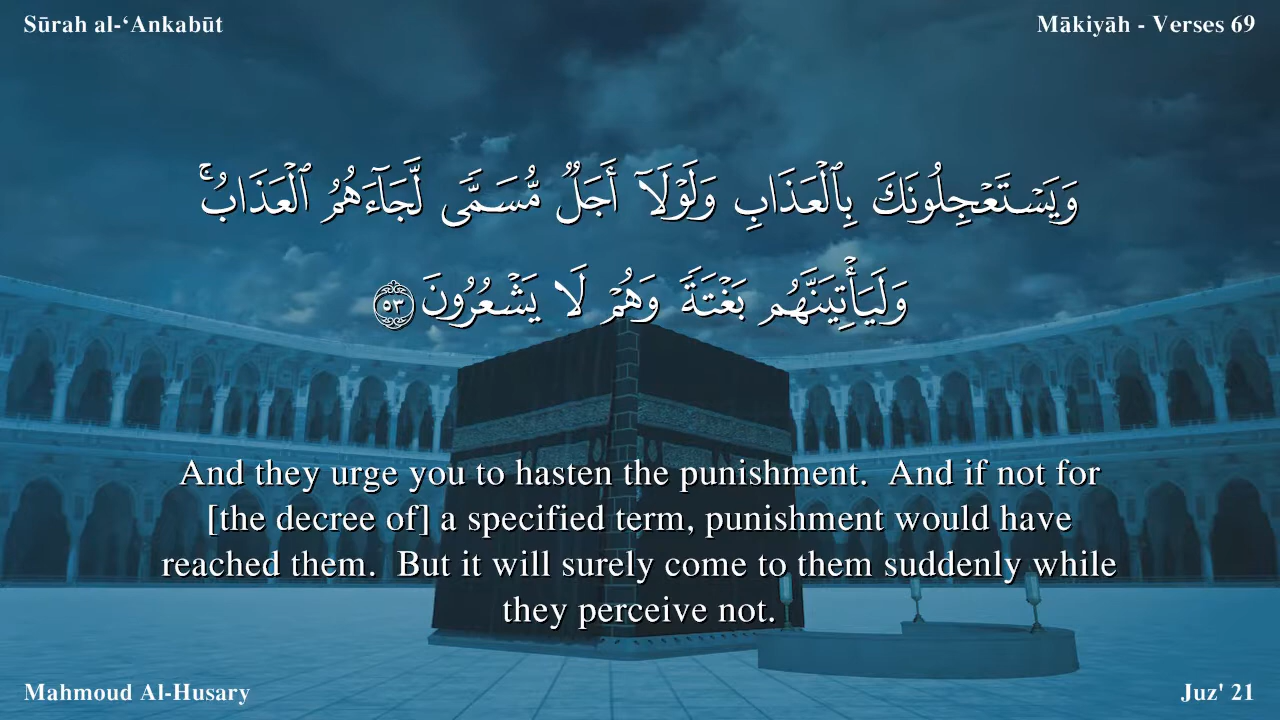 Sūrah al-‘Ankabūt
Mākiyāh - Verses 69
وَيَسْتَعْجِلُونَكَ بِٱلْعَذَابِ وَلَوْلَآ أَجَلٌ مُّسَمًّى لَّجَآءَهُمُ ٱلْعَذَابُ ۚ
وَلَيَأْتِيَنَّهُم بَغْتَةً وَهُمْ لَا يَشْعُرُونَ ٥٣
And they urge you to hasten the punishment.  And if not for
[the decree of] a specified term, punishment would have
reached them.  But it will surely come to them suddenly while
they perceive not.
Mahmoud Al-Husary
Juz' 21